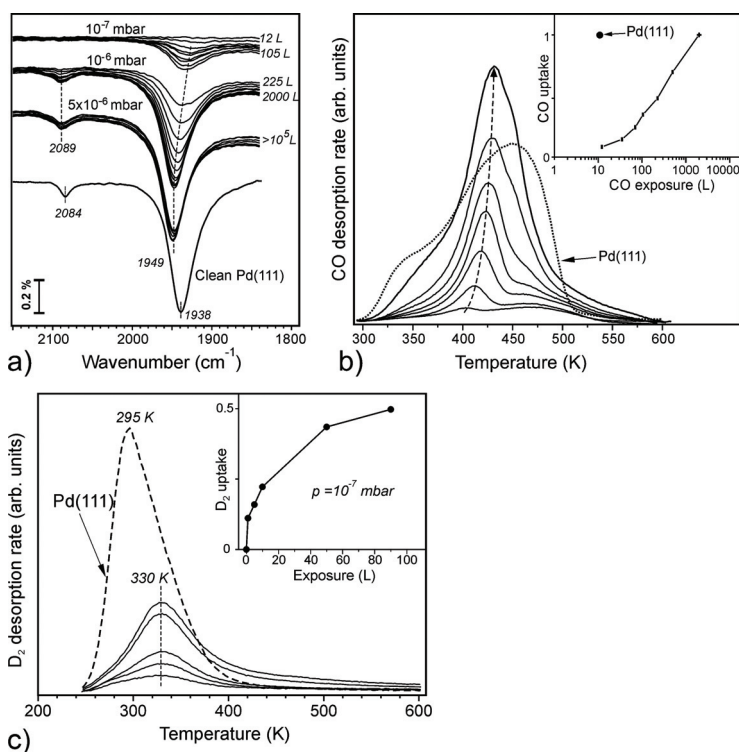 10⁻⁷ mbar
12 L
105 L
10⁻⁶ mbar
225 L
2000 L
5x10⁻⁶ mbar
2089
>10⁵L
2084
1949
Clean Pd(111)
0.2 %
1938
2100 2000 1900 1800
Wavenumber (cm⁻¹)
a)
CO desorption rate (arb. units)
Pd(111)
CO uptake
1
0
1 10 100 1000 10000
CO exposure (L)
Pd(111)
300 350 400 450 500 550 600
Temperature (K)
b)
D₂ desorption rate (arb. units)
295 K
Pd(111)
330 K
D₂ uptake
0.5
0
p =10⁻⁷ mbar
0 20 40 60 80 100
Exposure (L)
200 300 400 500 600
Temperature (K)
c)